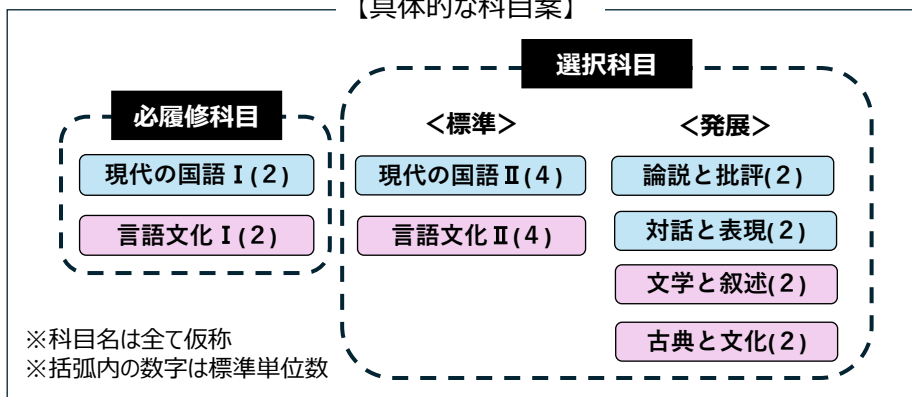 【具体的な科目案】
選択科目
必履修科目
<標準>
<発展>
現代の国語Ⅰ(2)
現代の国語Ⅱ(4)
論説と批評(2)
言語文化Ⅰ(2)
言語文化Ⅱ(4)
対話と表現(2)
文学と叙述(2)
古典と文化(2)
※科目名は全て仮称
※括弧内の数字は標準単位数